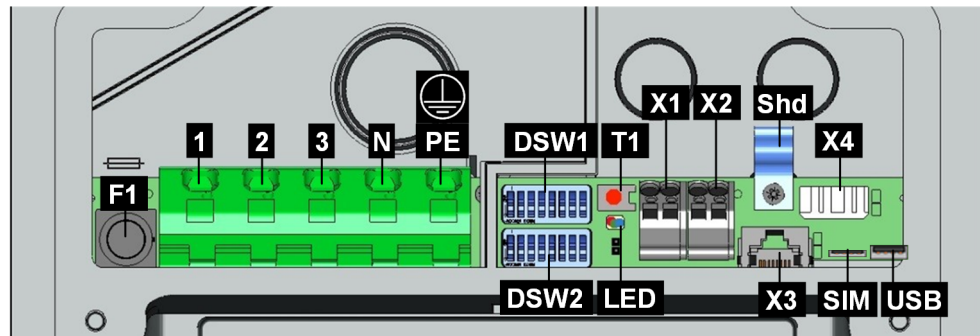 X1 X2 Shd
1 2 3 N PE DSW1 T1 X4
F1
DSW2 LED X3 SIM USB